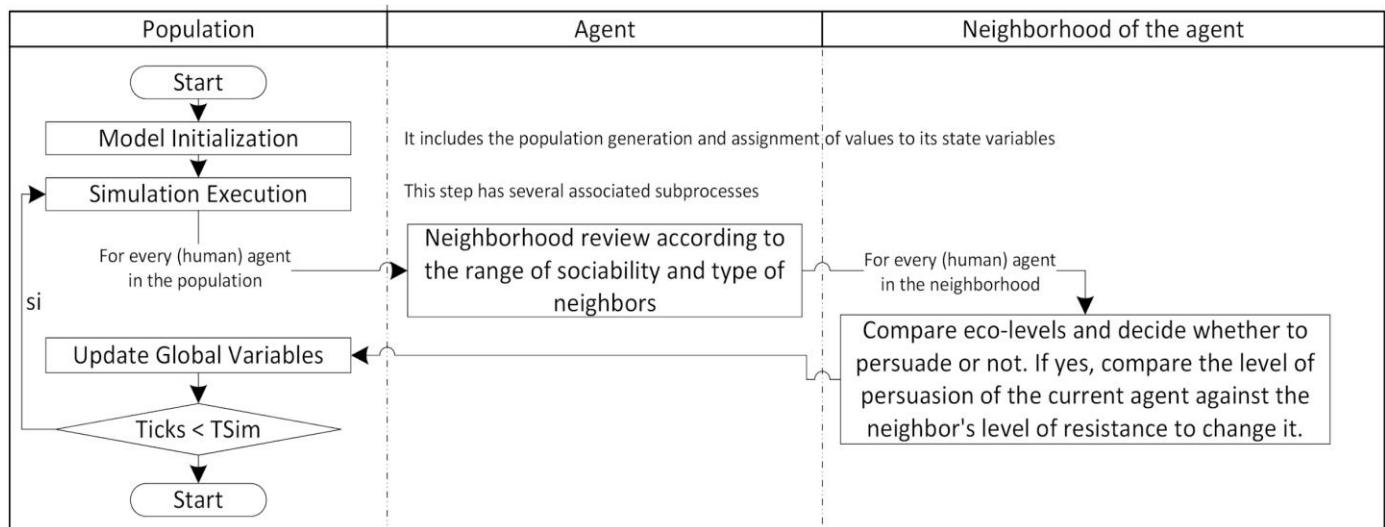 Population
Agent
Neighborhood of the agent
Start
Model Initialization
It includes the population generation and assignment of values to its state variables
Simulation Execution
This step has several associated subprocesses
For every (human) agent
in the population
Neighborhood review according to
the range of sociability and type of
neighbors
For every (human) agent
in the neighborhood
si
Update Global Variables
Compare eco-levels and decide whether to
persuade or not. If yes, compare the level of
persuasion of the current agent against the
neighbor's level of resistance to change it.
Ticks < TSim
Start